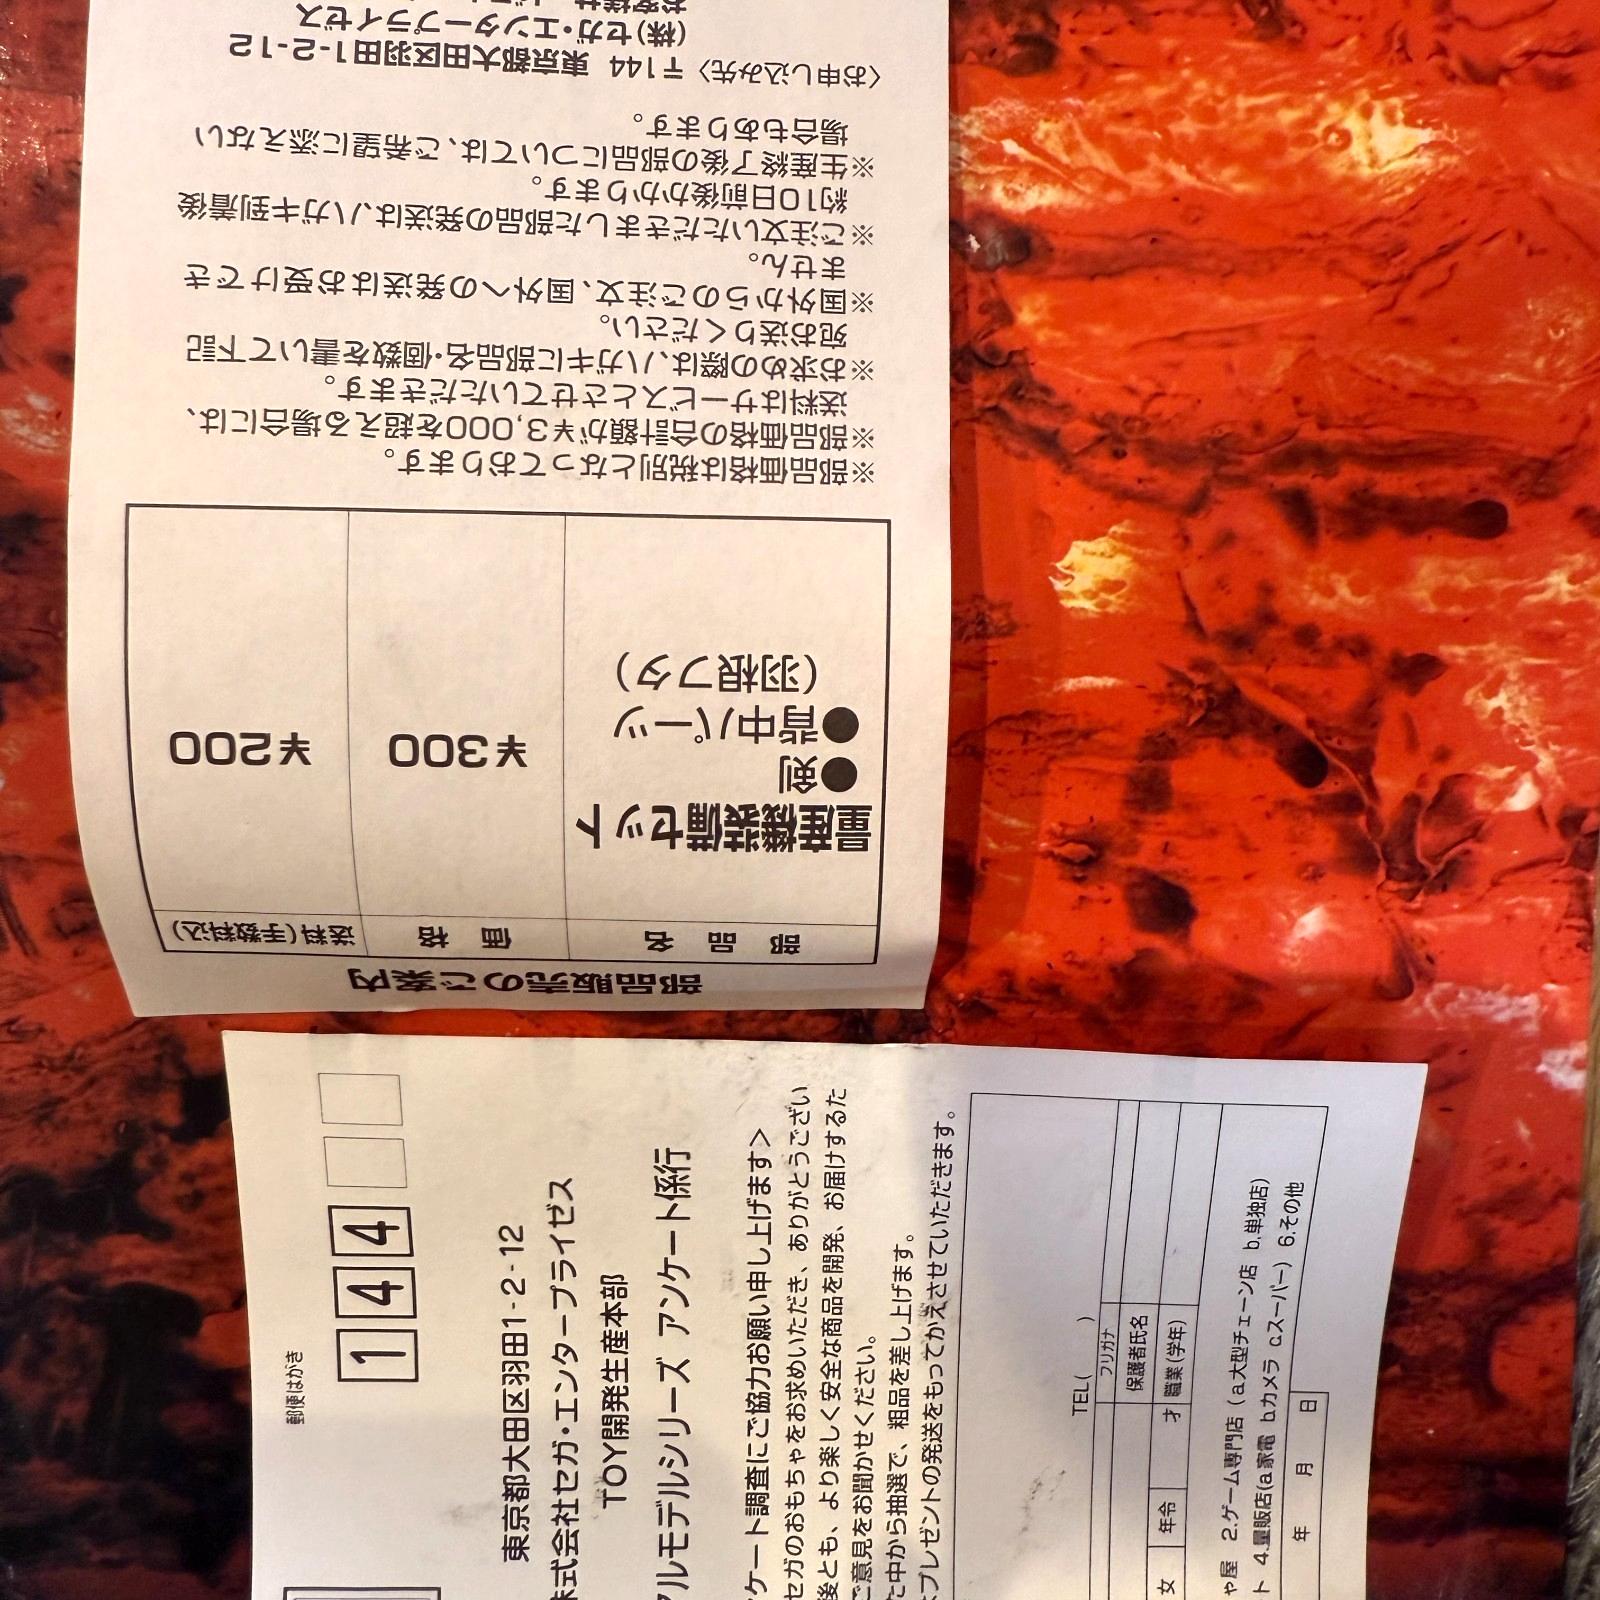 部品販売のご案内
部品名 価格 送料(手数料込)
量産機装備セット
●剣
●背中パーツ ¥300 ¥200
(羽根フタ)
※部品価格は税別となっております。
※部品価格の合計額が¥3,000を超える場合には、
送料はサービスとさせていただきます。
※お求めの際は、ハガキに部品名・個数を書いて下記
宛お送りください。
※国外からのご注文、国外への発送はお受けでき
ません。
※ご注文いただきました部品の発送は、ハガキ到着後
約10日前後かかります。
※生産終了後の部品については、ご希望に添えない
場合もあります。
〈お申し込み先〉 〒144 東京都大田区羽田1-2-12
(株)セガ・エンタープライゼス
郵便はがき
144
東京都大田区羽田1-2-12
株式会社セガ・エンタープライゼス
TOY開発生産本部
アルモデルシリーズ アンケート係行
ケート調査にご協力お願い申し上げます>
セガのおもちゃをお求めいただき、ありがとうござい
後とも、より楽しく安全な商品を開発、お届けするた
ご意見をお聞かせください。
た中から抽選で、粗品を差し上げます。
プレゼントの発送をもってかえさせていただきます。
TEL( )
フリガナ
保護者氏名
女 年令 才 職業(学年)
や屋 2.ゲーム専門店(a大型チェーン店 b.単独店)
ト 4.量販店(a家電 bカメラ cスーパー) 6.その他
年 月 日